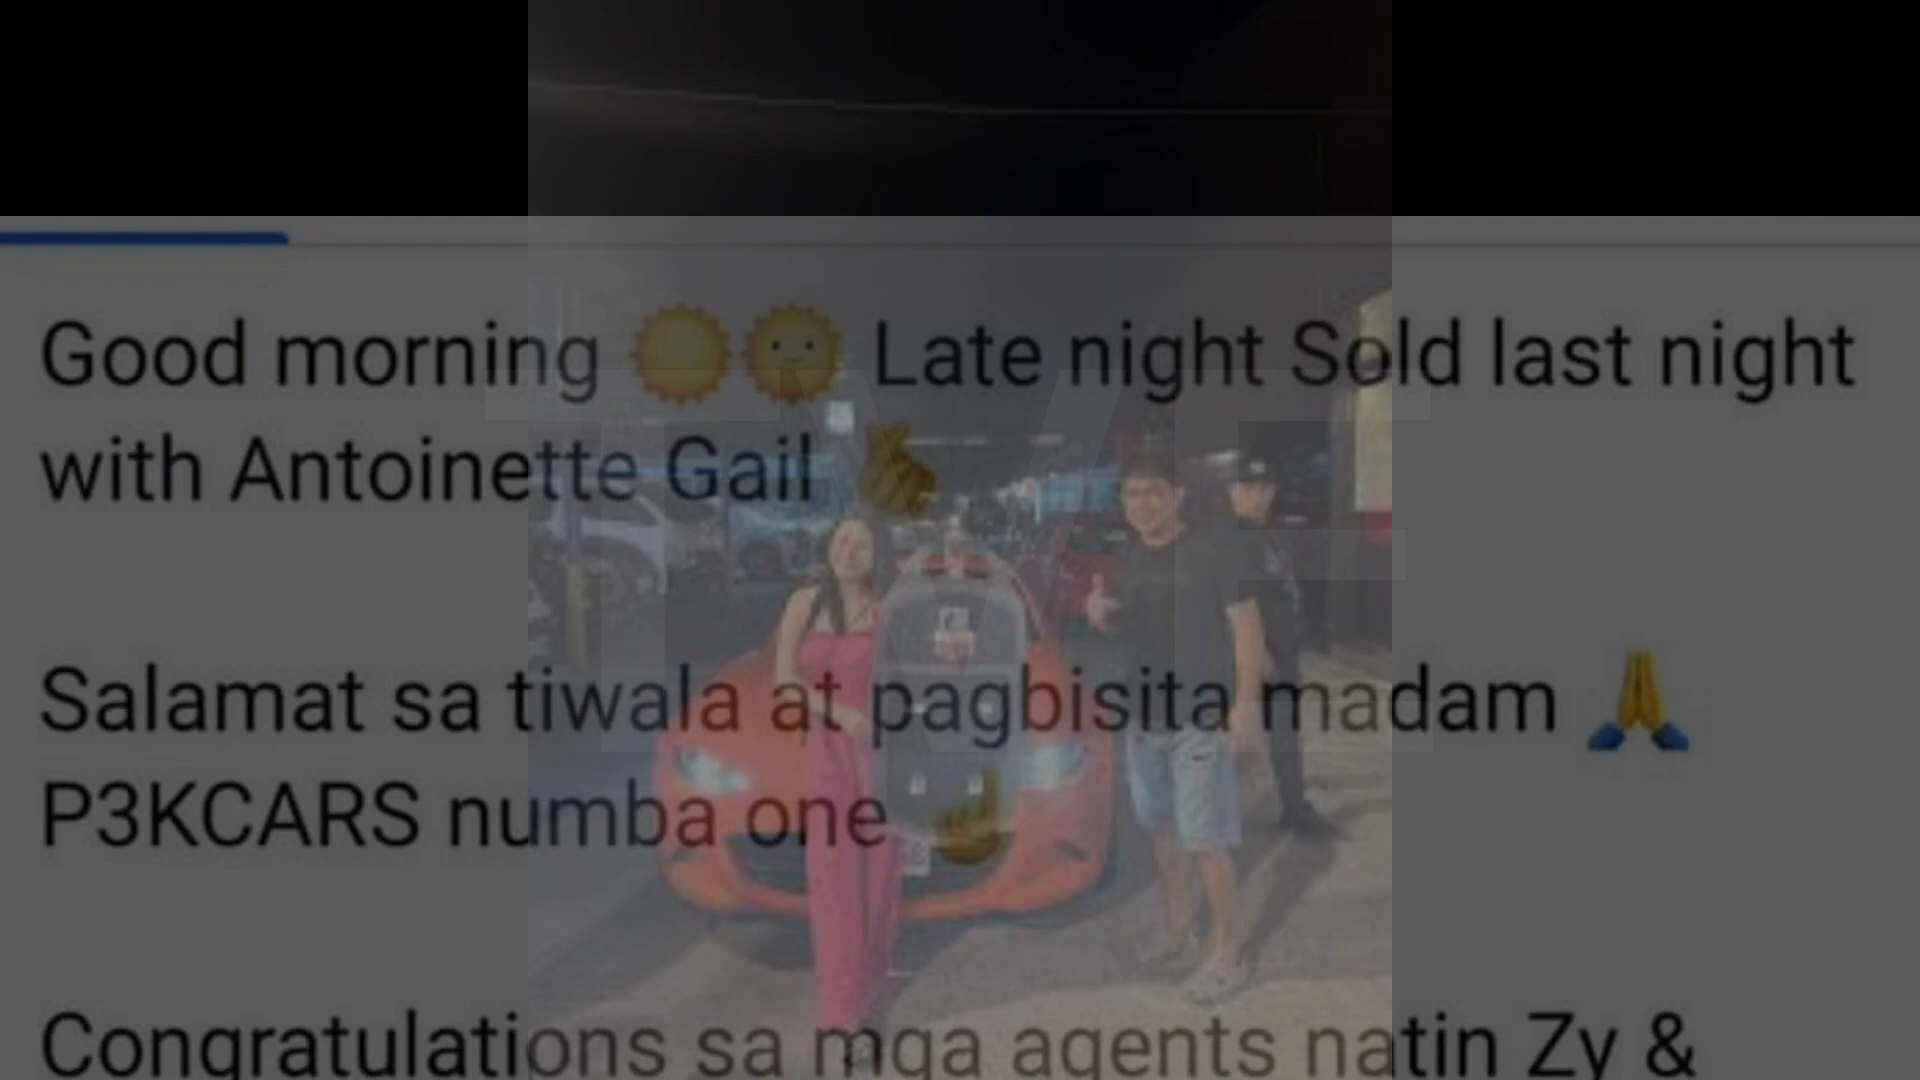 Good morning 🌞🌞 Late night Sold last night
with Antoinette Gail 🫰
Salamat sa tiwala at pagbisita madam 🙏
P3KCARS numba one ☝
Congratulations sa mga agents natin Zy &